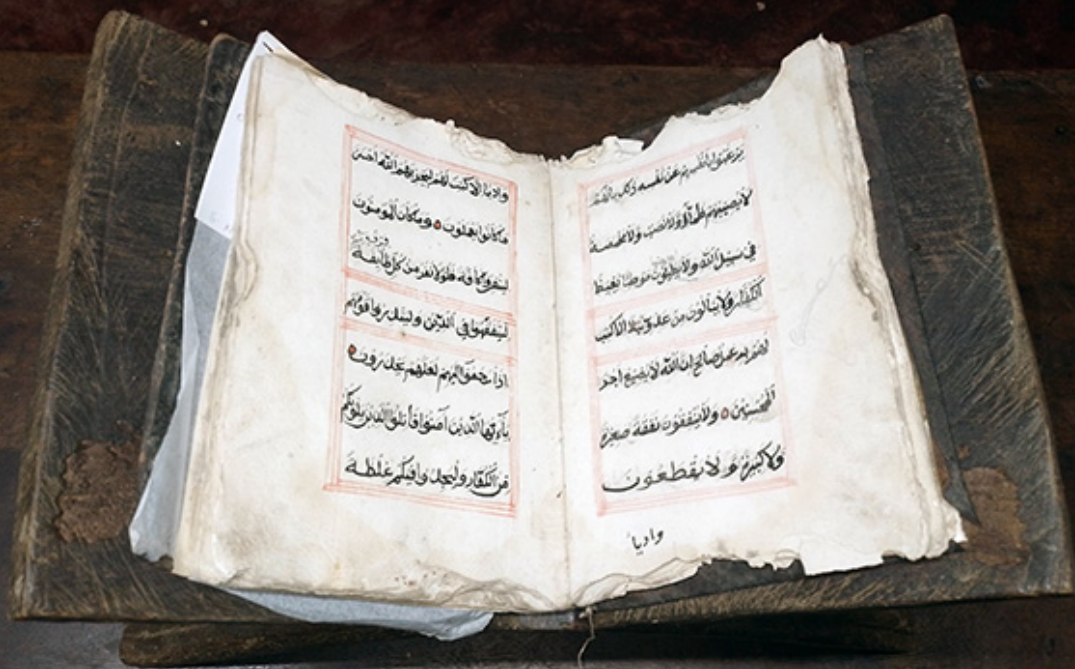 يرغبوا بانفسهم عن نفسه ذلك بانهم
لا يصيبهم ظمأ ولا نصب ولا مخمصة
في سبيل الله ولا يطئون موطئا يغيظ
الكفار ولا ينالون من عدو نيلا الا كتب
لهم به عمل صالح ان الله لا يضيع اجر
المحسنين ولا ينفقون نفقة صغيرة
ولا كبيرة ولا يقطعون
واديا
واديا الا كتب لهم ليجزيهم الله احسن
ما كانوا يعملون وما كان المومنون
لينفروا كافة فلولا نفر من كل طايفة
ليتفقهوا في الدين ولينذروا قومهم
اذا رجعوا اليهم لعلهم يحذرون
يآ ايها الذين آمنوا قاتلوا الذين يلونكم
من الكفار وليجدوا فيكم غلظة